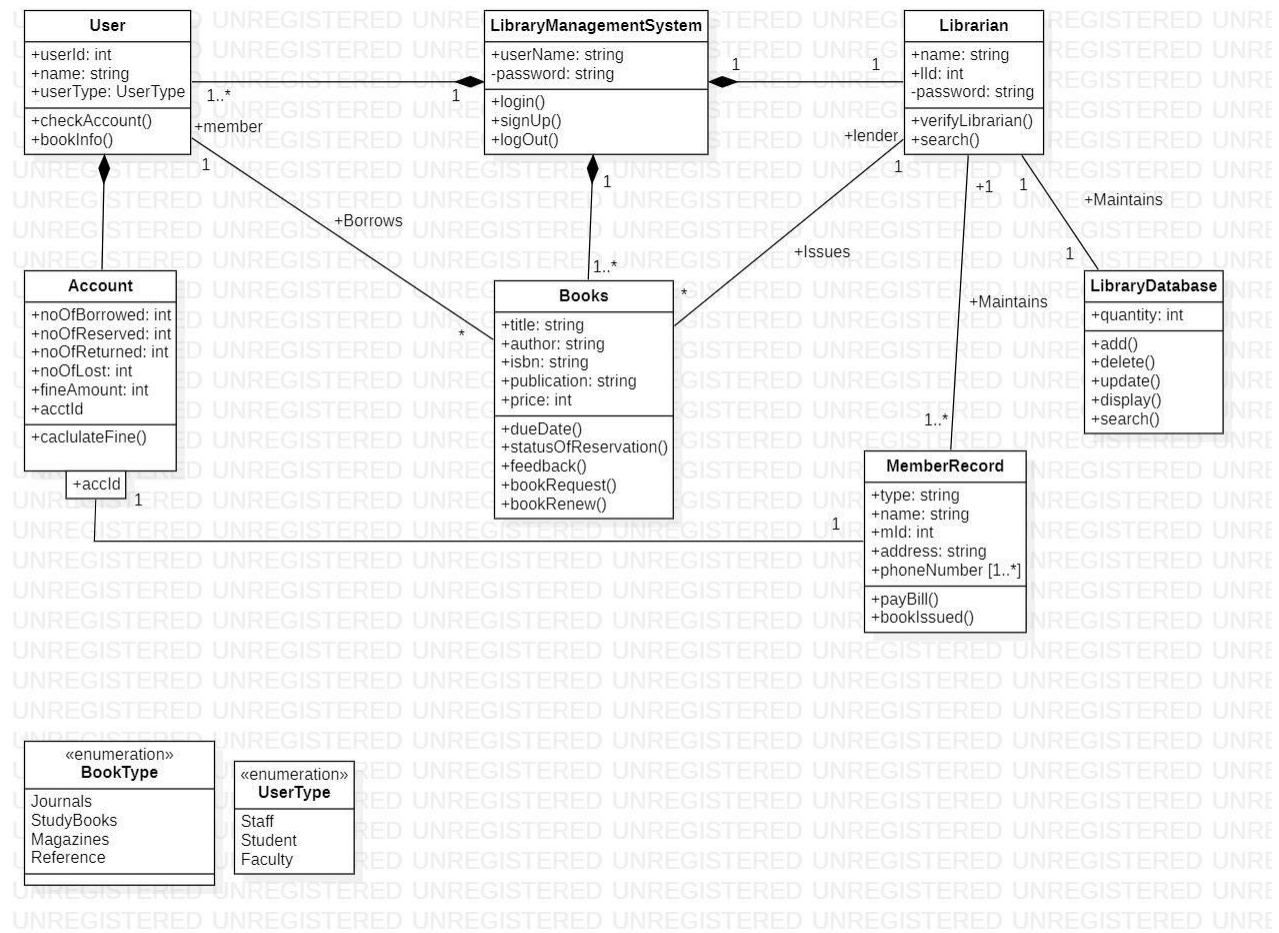 User
+userId: int
+name: string
+userType: UserType
+checkAccount()
+bookInfo()
LibraryManagementSystem
+userName: string
-password: string
+login()
+signUp()
+logOut()
Librarian
+name: string
+lId: int
-password: string
+verifyLibrarian()
+search()
1..*
1
1
1
+member
1
+Borrows
*
1
1..*
+lender
1
+Issues
*
+1
+Maintains
1..*
1
+Maintains
1
Account
+noOfBorrowed: int
+noOfReserved: int
+noOfReturned: int
+noOfLost: int
+fineAmount: int
+acctId
+caclulateFine()
+accId
1
1
Books
+title: string
+author: string
+isbn: string
+publication: string
+price: int
+dueDate()
+statusOfReservation()
+feedback()
+bookRequest()
+bookRenew()
LibraryDatabase
+quantity: int
+add()
+delete()
+update()
+display()
+search()
MemberRecord
+type: string
+name: string
+mId: int
+address: string
+phoneNumber [1..*]
+payBill()
+bookIssued()
«enumeration»
BookType
Journals
StudyBooks
Magazines
Reference
«enumeration»
UserType
Staff
Student
Faculty
UNREGISTERED